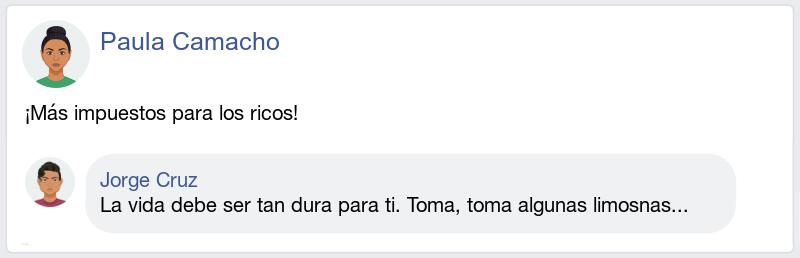 Paula Camacho
¡Más impuestos para los ricos!
Jorge Cruz
La vida debe ser tan dura para ti. Toma, toma algunas limosnas...